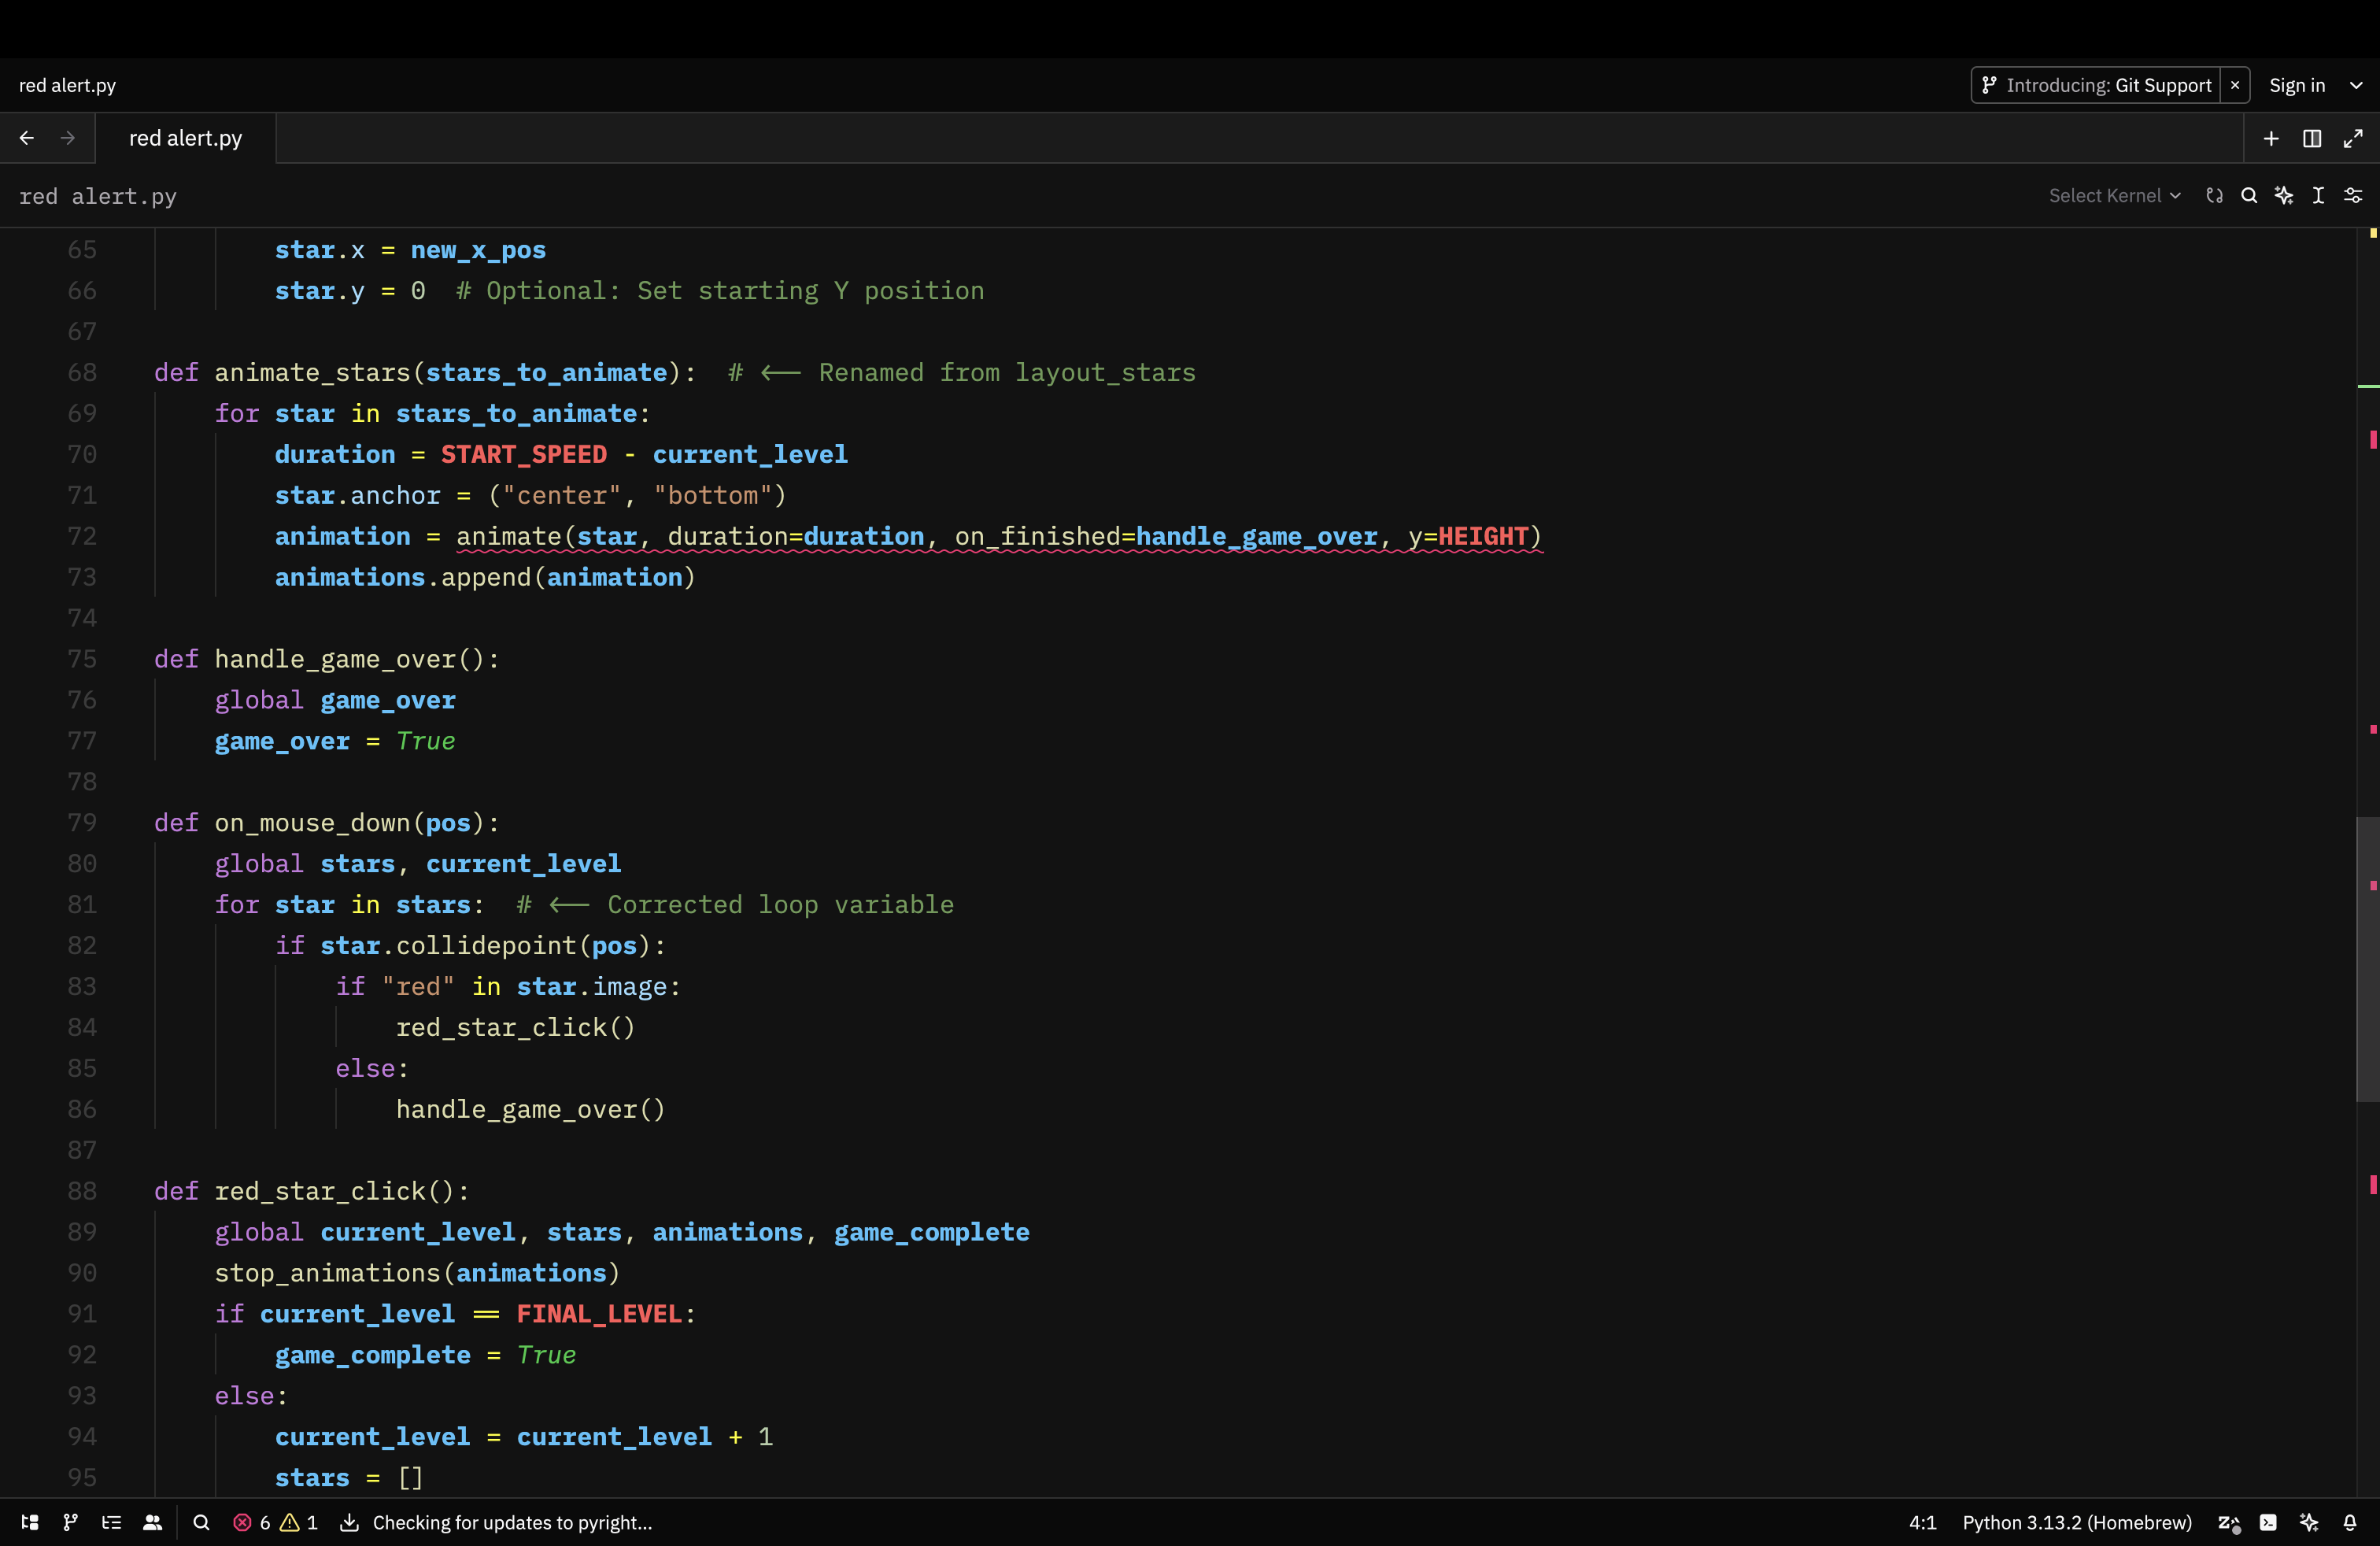 red alert.py
Introducing: Git Support × Sign in
red alert.py
red alert.py
Select Kernel
65 star.x = new_x_pos
66 star.y = 0  # Optional: Set starting Y position
67
68 def animate_stars(stars_to_animate):  # <-- Renamed from layout_stars
69 for star in stars_to_animate:
70 duration = START_SPEED - current_level
71 star.anchor = ("center", "bottom")
72 animation = animate(star, duration=duration, on_finished=handle_game_over, y=HEIGHT)
73 animations.append(animation)
74
75 def handle_game_over():
76 global game_over
77 game_over = True
78
79 def on_mouse_down(pos):
80 global stars, current_level
81 for star in stars:  # <-- Corrected loop variable
82 if star.collidepoint(pos):
83 if "red" in star.image:
84 red_star_click()
85 else:
86 handle_game_over()
87
88 def red_star_click():
89 global current_level, stars, animations, game_complete
90 stop_animations(animations)
91 if current_level == FINAL_LEVEL:
92 game_complete = True
93 else:
94 current_level = current_level + 1
95 stars = []
6 1 Checking for updates to pyright... 4:1 Python 3.13.2 (Homebrew)